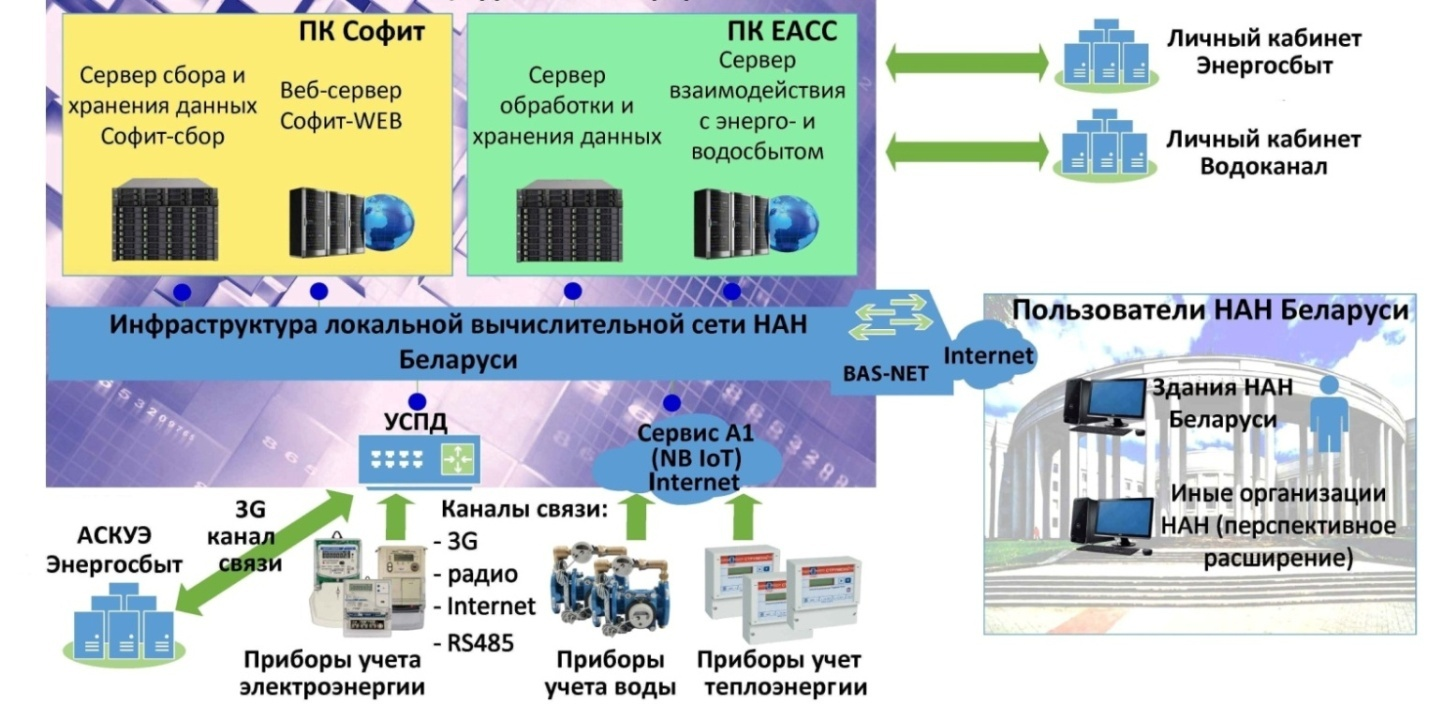 ПК Софит
Сервер сбора и
хранения данных
Софит-сбор
Веб-сервер
Софит-WEB
ПК ЕАСС
Сервер
обработки и
хранения данных
Сервер
взаимодействия
с энерго- и
водосбытом
Личный кабинет
Энергосбыт
Личный кабинет
Водоканал
Инфраструктура локальной вычислительной сети НАН
Беларуси
BAS-NET
Internet
Пользователи НАН Беларуси
Здания НАН
Беларуси
Иные организации
НАН (перспективное
расширение)
УСПД
Сервис А1
(NB IoT)
Internet
3G
канал
связи
АСКУЭ
Энергосбыт
Каналы связи:
- 3G
- радио
- Internet
- RS485
Приборы учета
электроэнергии
Приборы
учета воды
Приборы учет
теплоэнергии